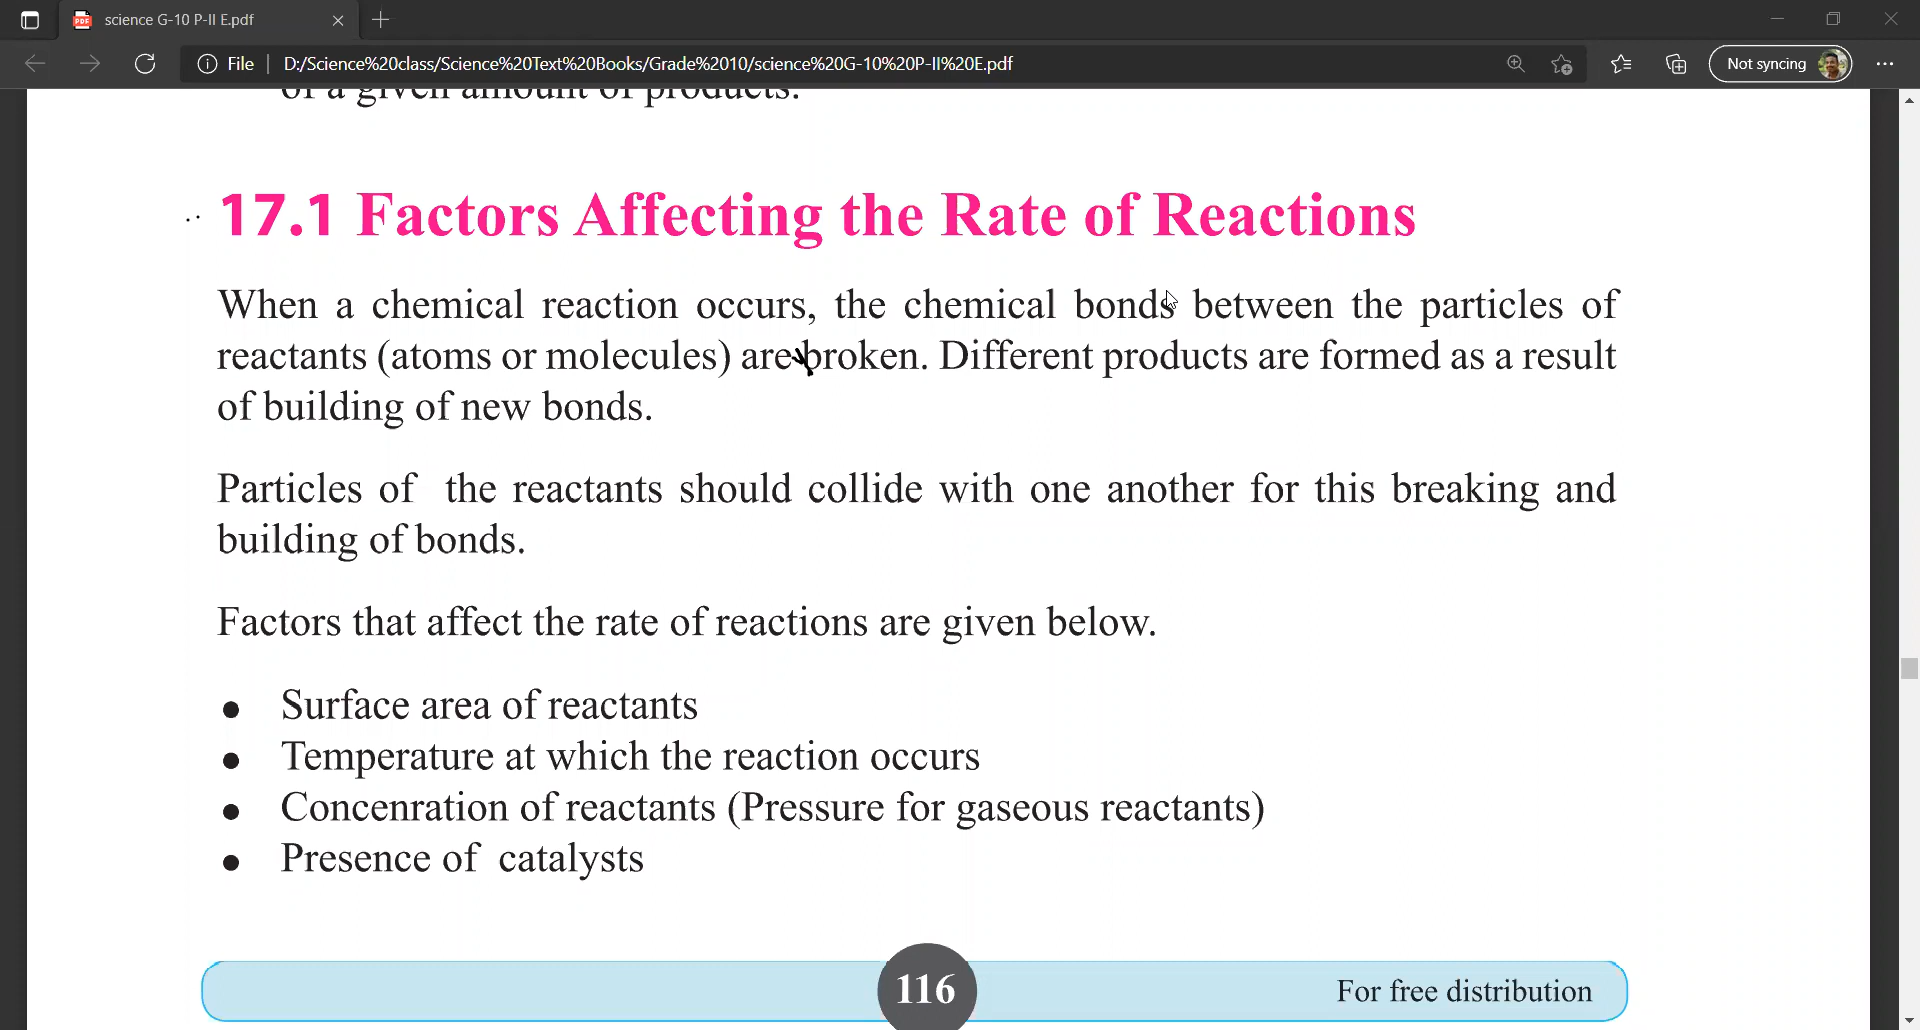 science G-10 P-II E.pdf
File
D:/Science%20class/Science%20Text%20Books/Grade%2010/science%20G-10%20P-II%20E.pdf
Not syncing
of a given amount of products.
17.1 Factors Affecting the Rate of Reactions
When a chemical reaction occurs, the chemical bonds between the particles of
reactants (atoms or molecules) are broken. Different products are formed as a result
of building of new bonds.
Particles of the reactants should collide with one another for this breaking and
building of bonds.
Factors that affect the rate of reactions are given below.
• Surface area of reactants
• Temperature at which the reaction occurs
• Concenration of reactants (Pressure for gaseous reactants)
• Presence of catalysts
116
For free distribution